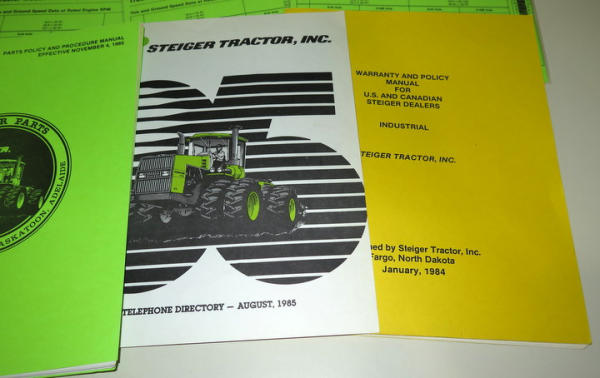 PARTS POLICY AND PROCEDURE MANUAL
EFFECTIVE NOVEMBER 4, 1985
PARTS
SASKATOON, ADELAIDE
STEIGER TRACTOR, INC.
TELEPHONE DIRECTORY — AUGUST, 1985
WARRANTY AND POLICY
MANUAL
FOR
U.S. AND CANADIAN
STEIGER DEALERS
INDUSTRIAL
STEIGER TRACTOR, INC.
by Steiger Tractor, Inc.
Fargo, North Dakota
January, 1984